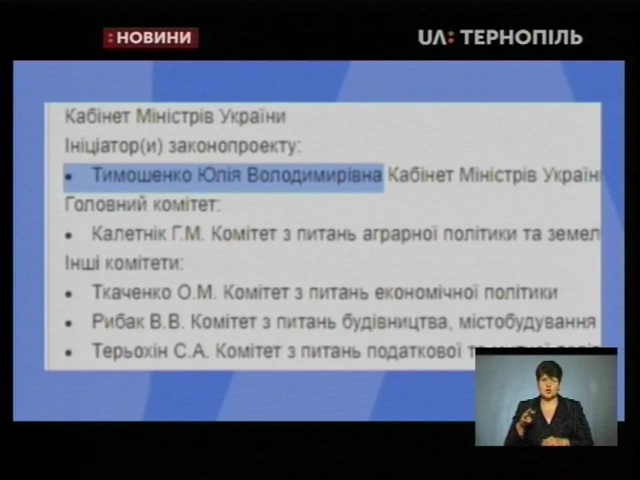 : НОВИНИ
UA: ТЕРНОПІЛЬ
Кабінет Міністрів України
Ініціатор(и) законопроекту:
• Тимошенко Юлія Володимирівна Кабінет Міністрів Україн
Головний комітет:
• Калетнік Г.М. Комітет з питань аграрної політики та земел
Інші комітети:
• Ткаченко О.М. Комітет з питань економічної політики
• Рибак В.В. Комітет з питань будівництва, містобудування
• Терьохін С.А. Комітет з питань податкової та